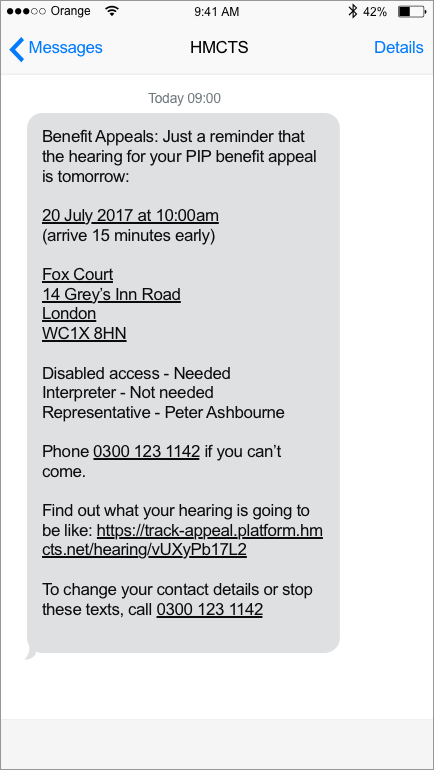 Orange 9:41 AM 42%
Messages HMCTS Details
Today 09:00
Benefit Appeals: Just a reminder that
the hearing for your PIP benefit appeal
is tomorrow:
20 July 2017 at 10:00am
(arrive 15 minutes early)
Fox Court
14 Grey’s Inn Road
London
WC1X 8HN
Disabled access - Needed
Interpreter - Not needed
Representative - Peter Ashbourne
Phone 0300 123 1142 if you can’t
come.
Find out what your hearing is going to
be like: https://track-appeal.platform.hm
cts.net/hearing/vUXyPb17L2
To change your contact details or stop
these texts, call 0300 123 1142